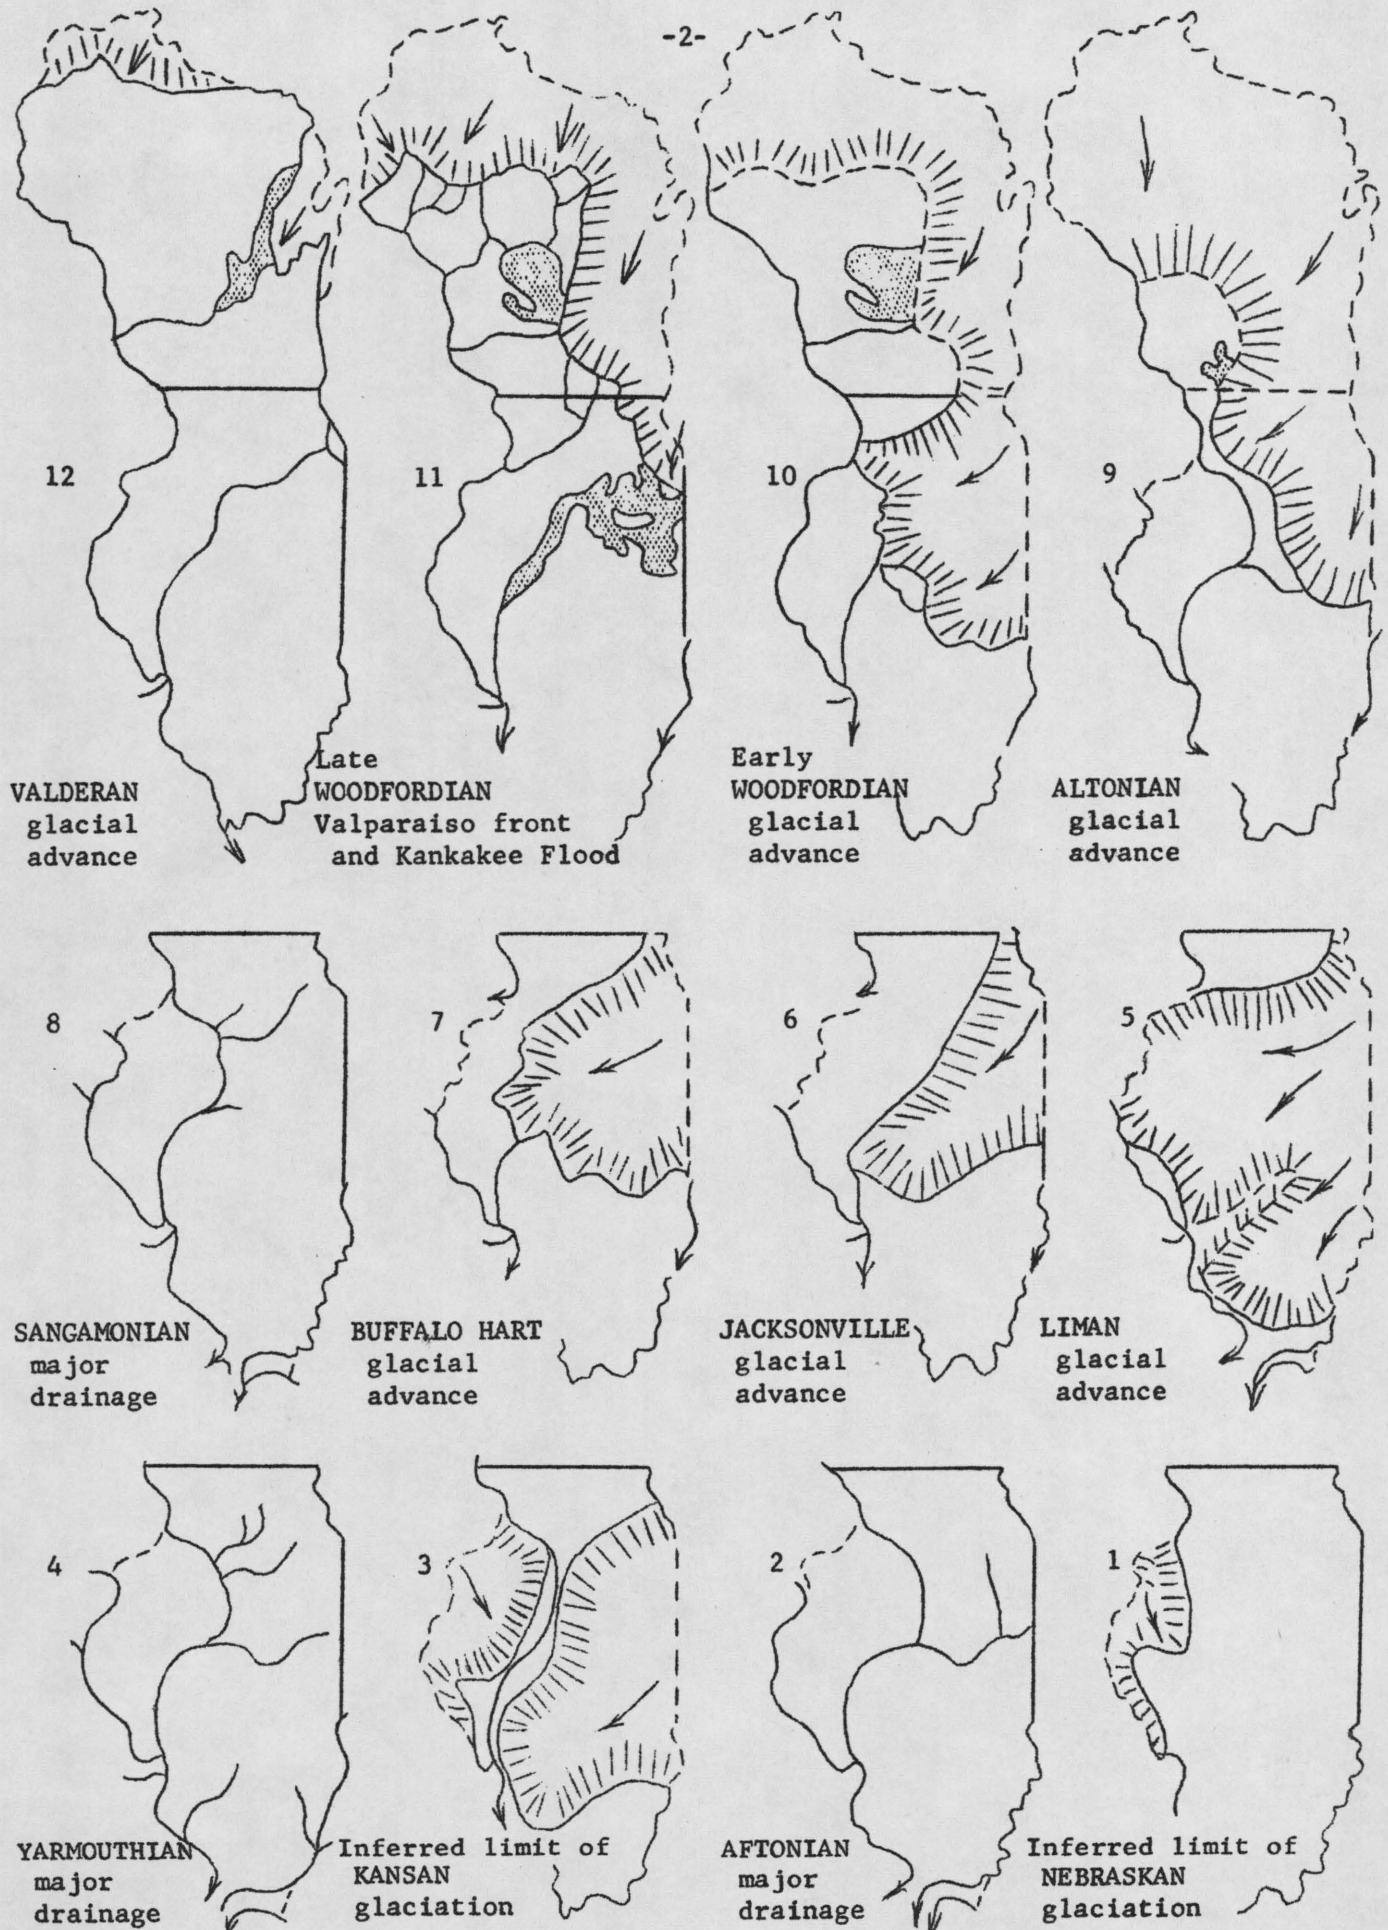 -2-
12
11
10
9
VALDERAN
glacial
advance
Late
WOODFORDIAN
Valparaiso front
and Kankakee Flood
Early
WOODFORDIAN
glacial
advance
ALTONIAN
glacial
advance
8
7
6
5
SANGAMONIAN
major
drainage
BUFFALO HART
glacial
advance
JACKSONVILLE
glacial
advance
LIMAN
glacial
advance
4
3
2
1
YARMOUTHIAN
major
drainage
Inferred limit of
KANSAN
glaciation
AFTONIAN
major
drainage
Inferred limit of
NEBRASKAN
glaciation